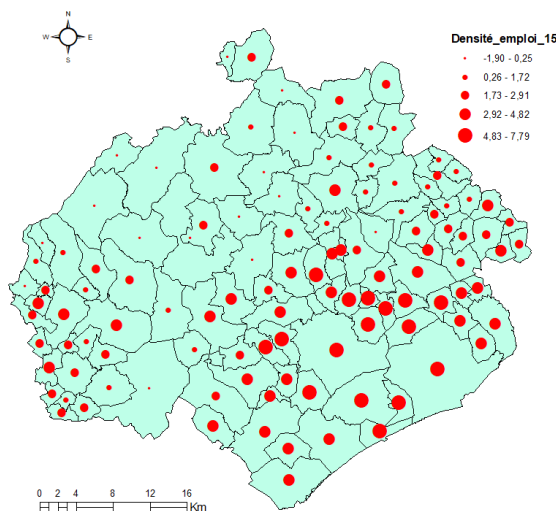 N
W E
S
Densité_emploi_15
-1,90 - 0,25
0,26 - 1,72
1,73 - 2,91
2,92 - 4,82
4,83 - 7,79
0 2 4 8 12 16
Km